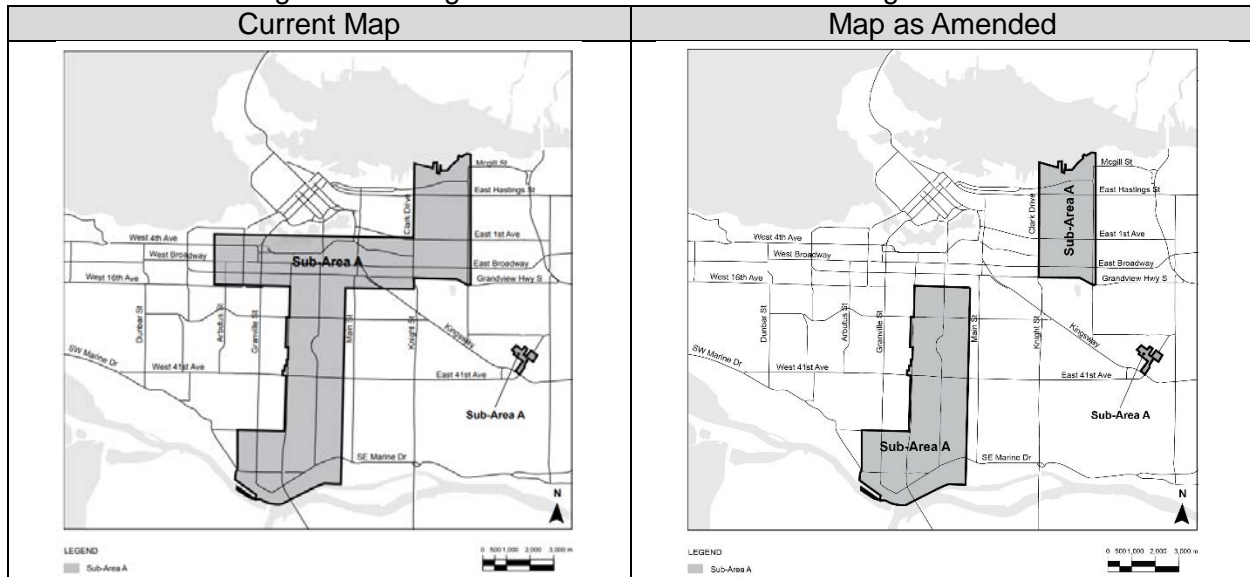 Current Map
Map as Amended
Mcgill St
East Hastings St
Clark Drive
West 4th Ave
East 1st Ave
West Broadway
Sub-Area A
East Broadway
West 16th Ave
Grandview Hwy S
Dunbar St
Arbutus St
Granville St
Main St
Knight St
Kingsway
SW Marine Dr
West 41st Ave
East 41st Ave
Sub-Area A
SE Marine Dr
N
LEGEND
Sub-Area A
0 500 1,000 2,000 3,000 m
Mcgill St
East Hastings St
Clark Drive
Sub-Area A
West 4th Ave
East 1st Ave
West Broadway
East Broadway
West 16th Ave
Grandview Hwy S
Dunbar St
Arbutus St
Granville St
Main St
Knight St
Kingsway
SW Marine Dr
West 41st Ave
East 41st Ave
Sub-Area A
Sub-Area A
SE Marine Dr
N
LEGEND
Sub-Area A
0 500 1,000 2,000 3,000 m